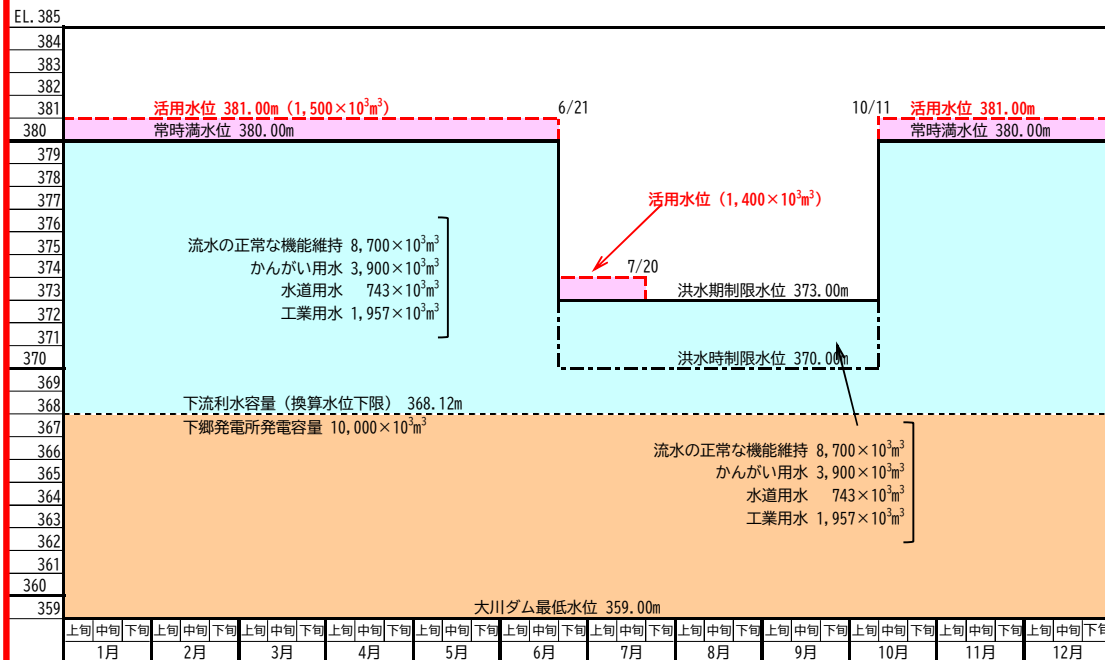 EL.385
384
383
382
381
380
379
378
377
376
375
374
373
372
371
370
369
368
367
366
365
364
363
362
361
360
359
活用水位 381.00m (1,500×10³m³)
常時満水位 380.00m
6/21
10/11
活用水位 381.00m
常時満水位 380.00m
活用水位 (1,400×10³m³)
7/20
流水の正常な機能維持 8,700×10³m³
かんがい用水 3,900×10³m³
水道用水 743×10³m³
工業用水 1,957×10³m³
洪水期制限水位 373.00m
洪水時制限水位 370.00m
下流利水容量（換算水位下限） 368.12m
下郷発電所発電容量 10,000×10³m³
流水の正常な機能維持 8,700×10³m³
かんがい用水 3,900×10³m³
水道用水 743×10³m³
工業用水 1,957×10³m³
大川ダム最低水位 359.00m
上旬 中旬 下旬 上旬 中旬 下旬 上旬 中旬 下旬 上旬 中旬 下旬 上旬 中旬 下旬 上旬 中旬 下旬 上旬 中旬 下旬 上旬 中旬 下旬 上旬 中旬 下旬 上旬 中旬 下旬 上旬 中旬 下旬 上旬 中旬 下旬
1月 2月 3月 4月 5月 6月 7月 8月 9月 10月 11月 12月